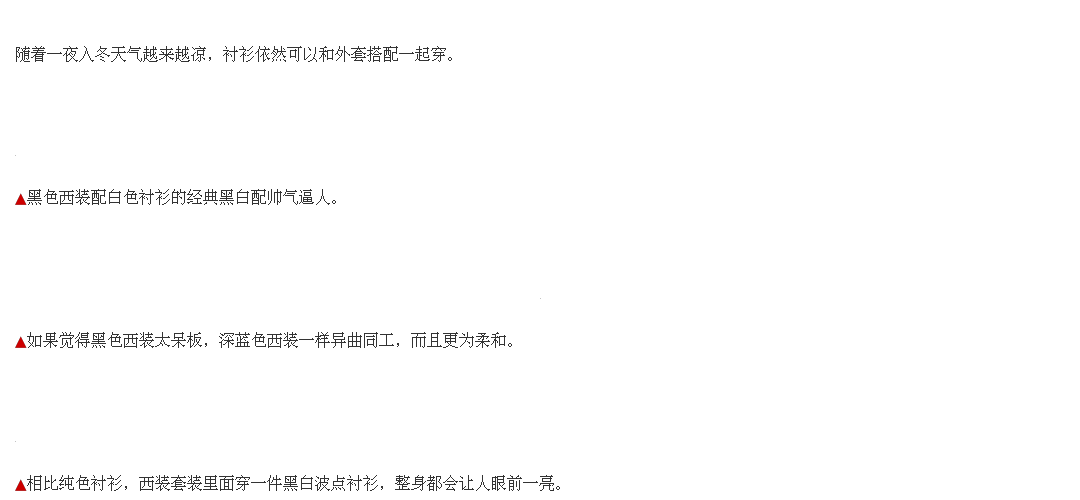 随着一夜入冬天气越来越凉，衬衫依然可以和外套搭配一起穿。
▲黑色西装配白色衬衫的经典黑白配帅气逼人。
▲如果觉得黑色西装太呆板，深蓝色西装一样异曲同工，而且更为柔和。
▲相比纯色衬衫，西装套装里面穿一件黑白波点衬衫，整身都会让人眼前一亮。